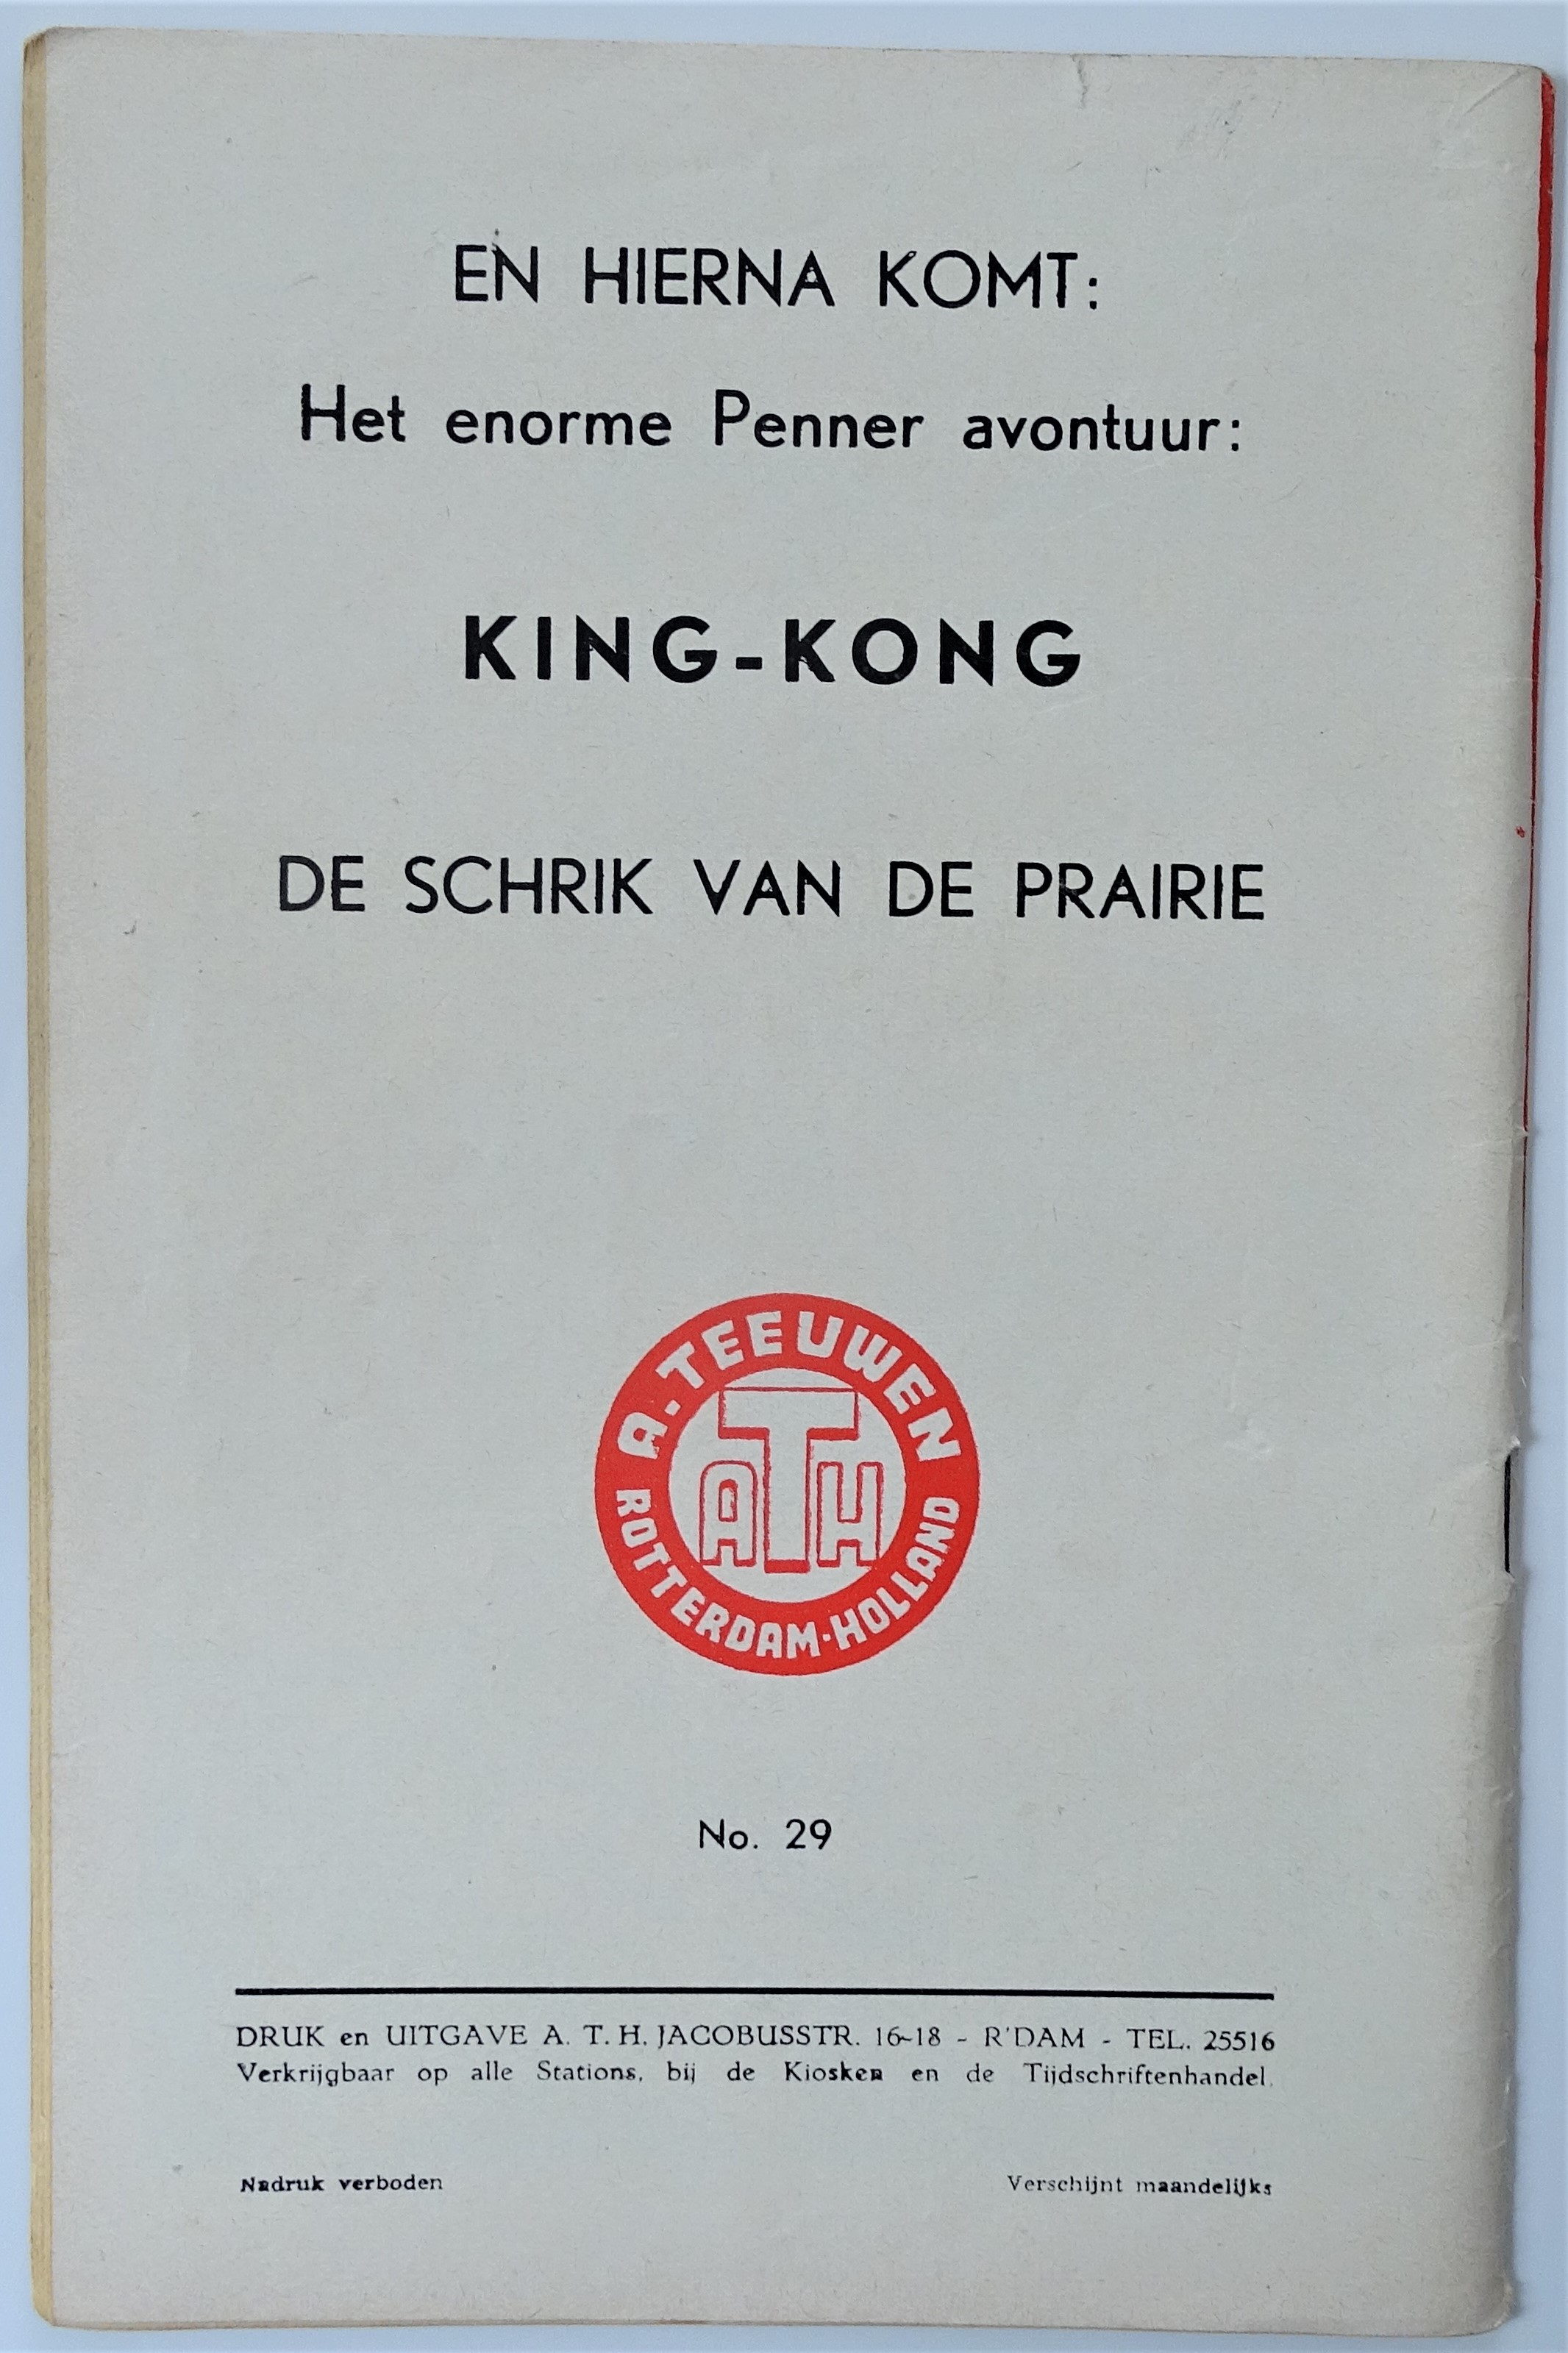 EN HIERNA KOMT:
Het enorme Penner avontuur:
KING-KONG
DE SCHRIK VAN DE PRAIRIE
A. TEEUWEN
ATH
ROTTERDAM·HOLLAND
No. 29
DRUK en UITGAVE A. T. H. JACOBUSSTR. 16-18 - R'DAM - TEL. 25516
Verkrijgbaar op alle Stations, bij de Kiosken en de Tijdschriftenhandel.
Nadruk verboden Verschijnt maandelijks